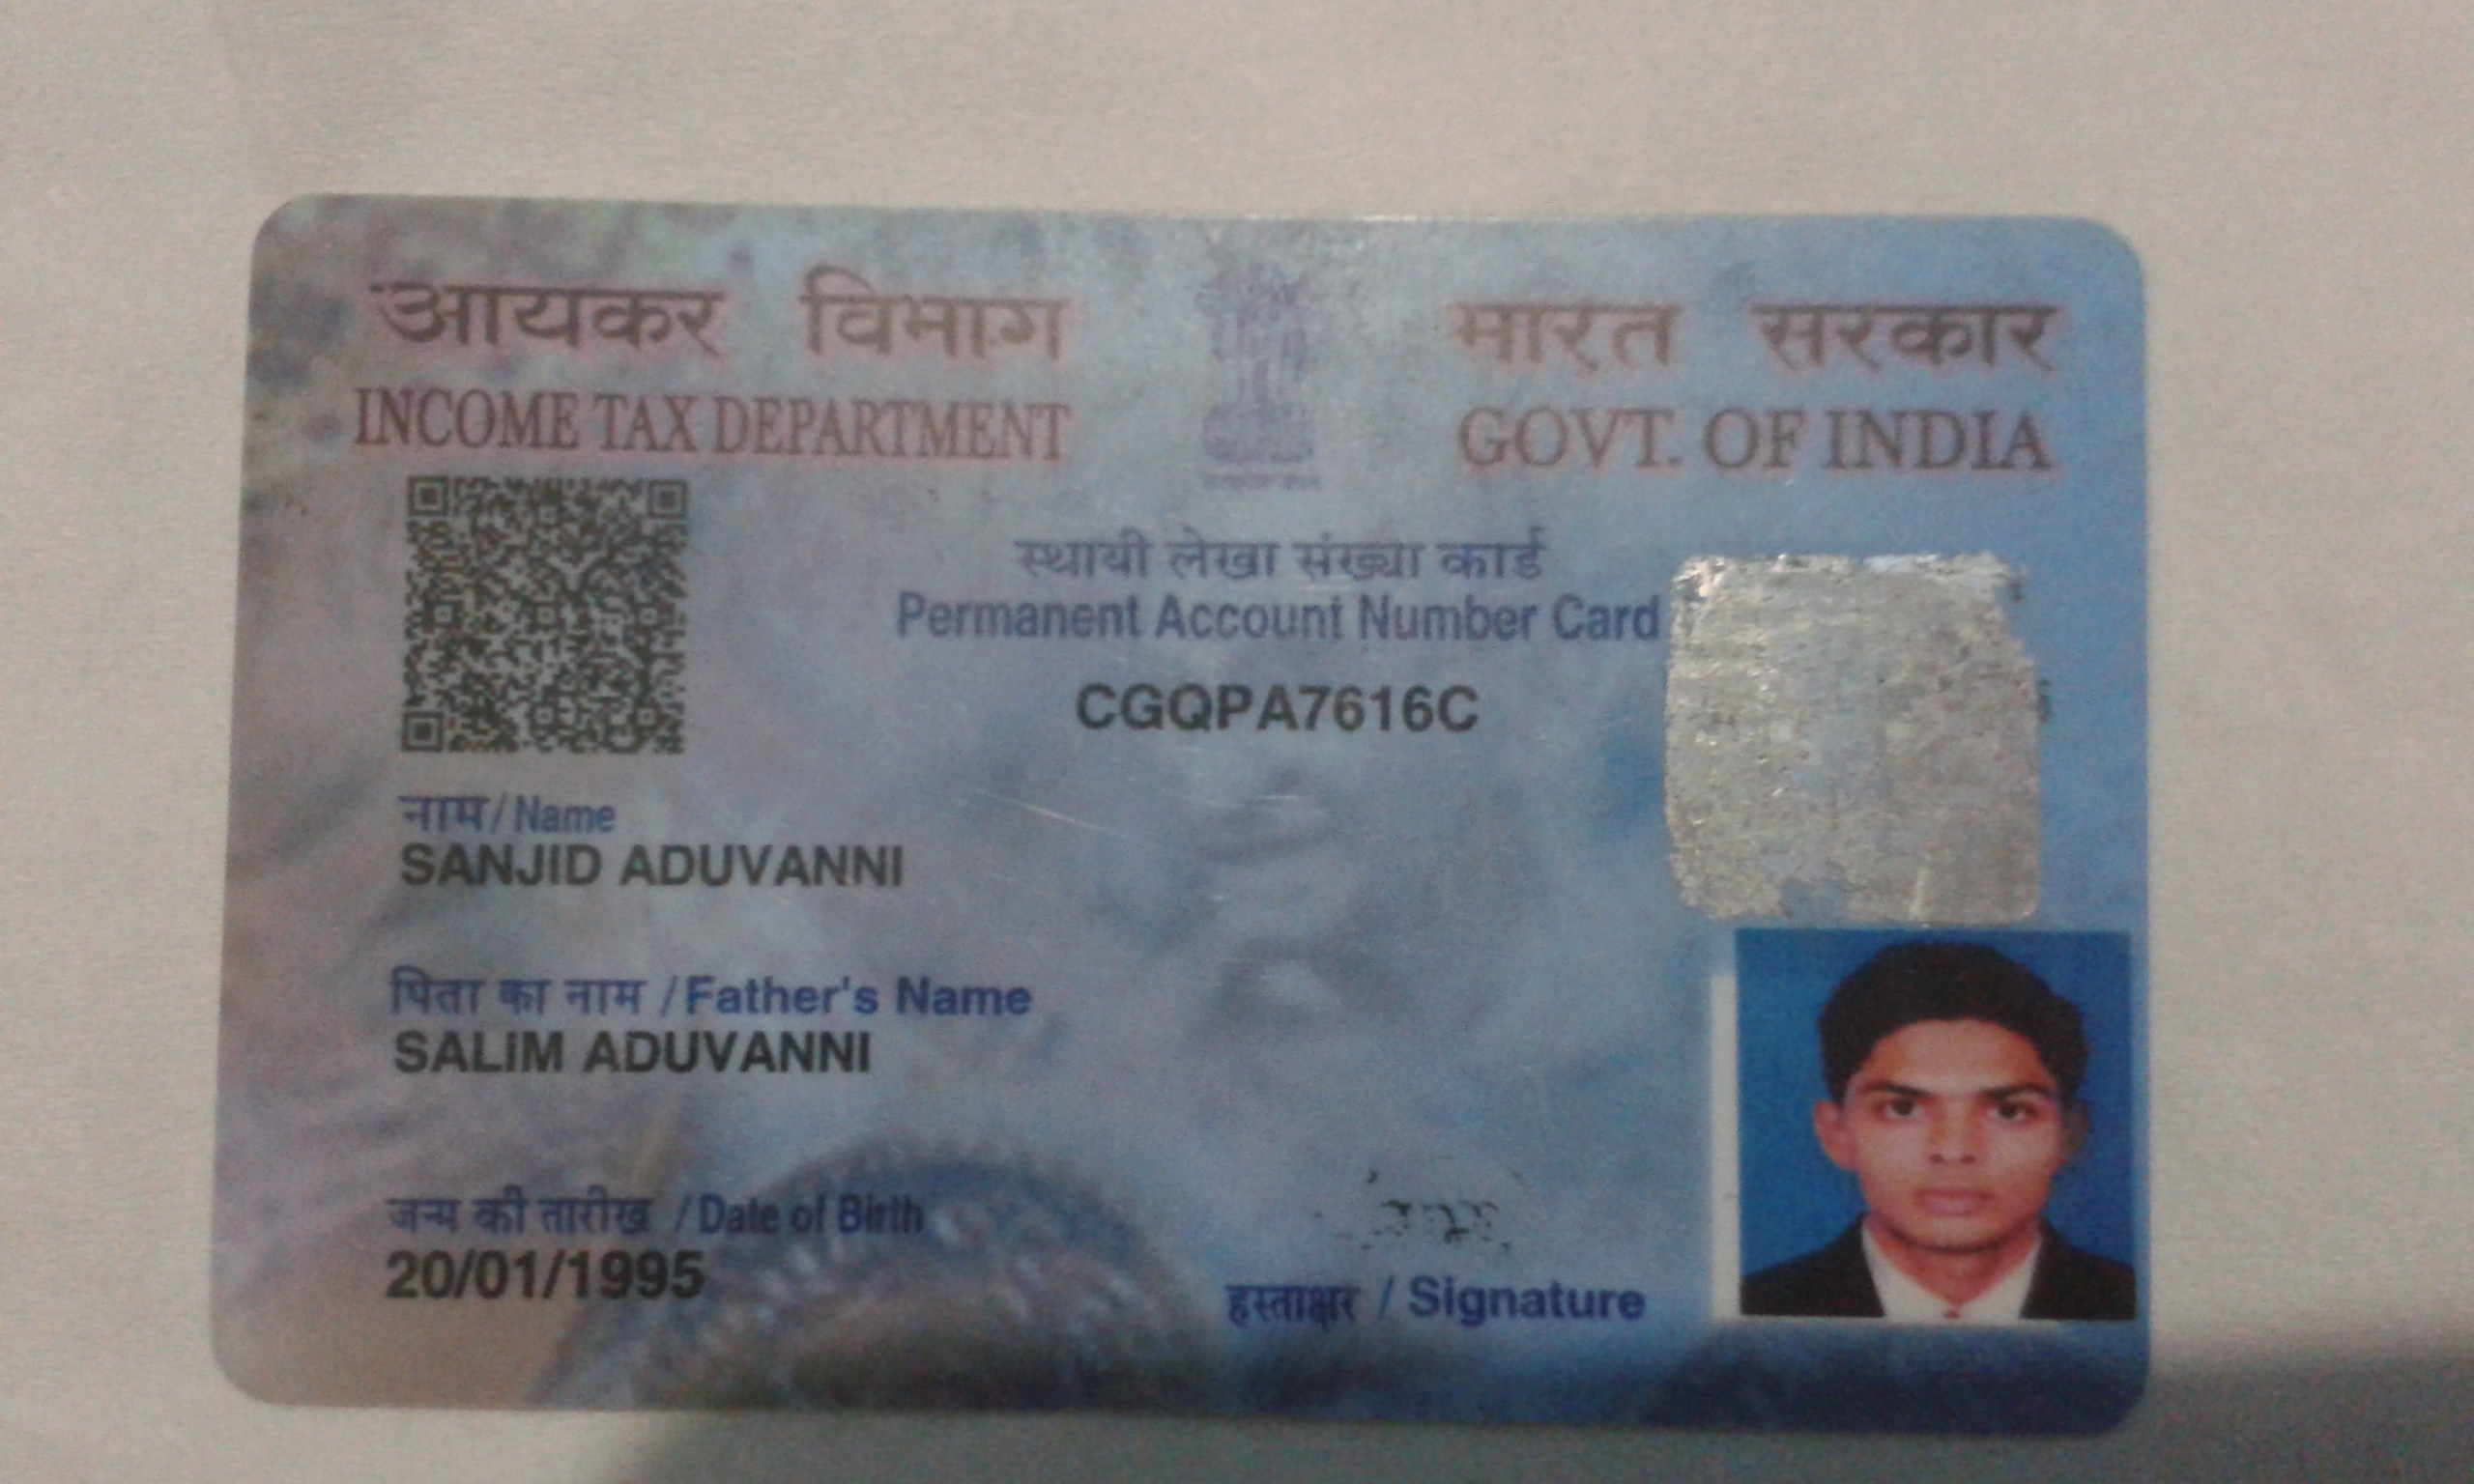 आयकर विभाग
INCOME TAX DEPARTMENT
भारत सरकार
GOVT. OF INDIA
स्थायी लेखा संख्या कार्ड
Permanent Account Number Card
CGQPA7616C
नाम/Name
SANJID ADUVANNI
पिता का नाम/Father's Name
SALIM ADUVANNI
जन्म की तारीख /Date of Birth
20/01/1995
हस्ताक्षर / Signature